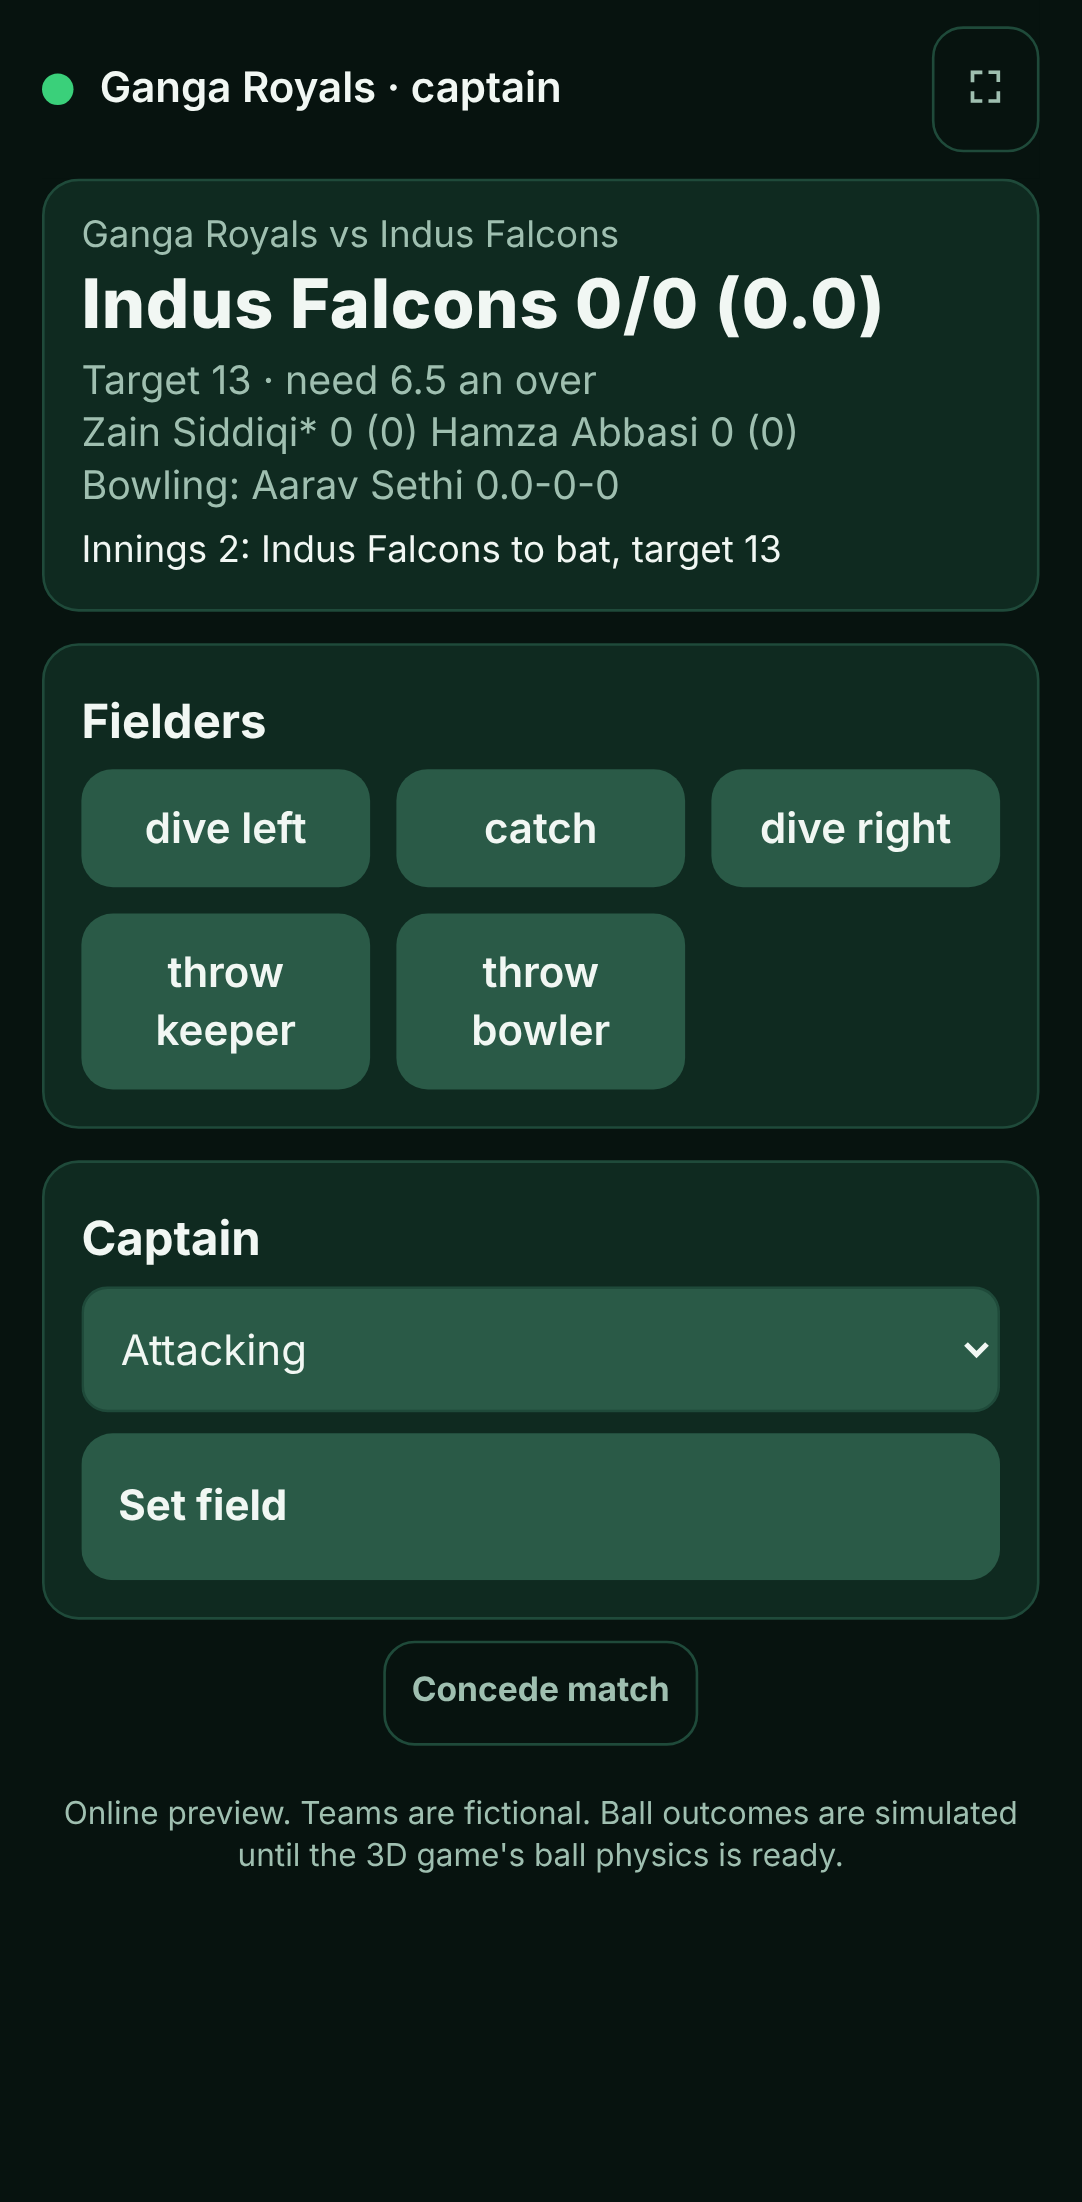 Ganga Royals · captain
Ganga Royals vs Indus Falcons
Indus Falcons 0/0 (0.0)
Target 13 · need 6.5 an over
Zain Siddiqi* 0 (0) Hamza Abbasi 0 (0)
Bowling: Aarav Sethi 0.0-0-0
Innings 2: Indus Falcons to bat, target 13
Fielders
dive left
catch
dive right
throw
keeper
throw
bowler
Captain
Attacking
Set field
Concede match
Online preview. Teams are fictional. Ball outcomes are simulated
until the 3D game's ball physics is ready.